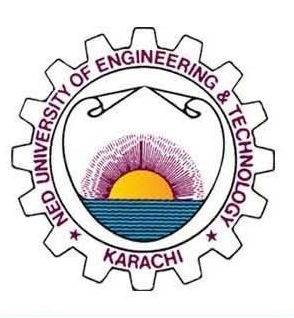 NED UNIVERSITY OF ENGINEERING & TECHNOLOGY
KARACHI